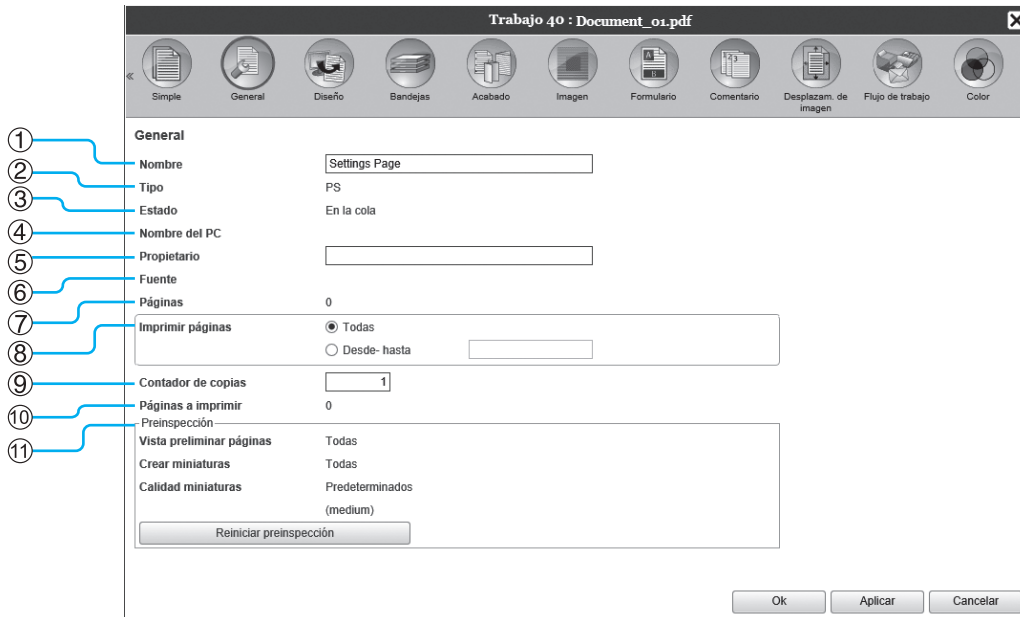 Trabajo 40 : Document_01.pdf
«
Simple
General
Diseño
Bandejas
Acabado
Imagen
Formulario
Comentario
Desplazam. de
imagen
Flujo de trabajo
Color
A
B
1 2 3
General
① Nombre Settings Page
② Tipo PS
③ Estado En la cola
④ Nombre del PC
⑤ Propietario
⑥ Fuente
⑦ Páginas 0
⑧ Imprimir páginas Todas
Desde- hasta
⑨ Contador de copias 1
⑩ Páginas a imprimir 0
⑪ Preinspección
Vista preliminar páginas Todas
Crear miniaturas Todas
Calidad miniaturas Predeterminados
(medium)
Reiniciar preinspección
Ok Aplicar Cancelar